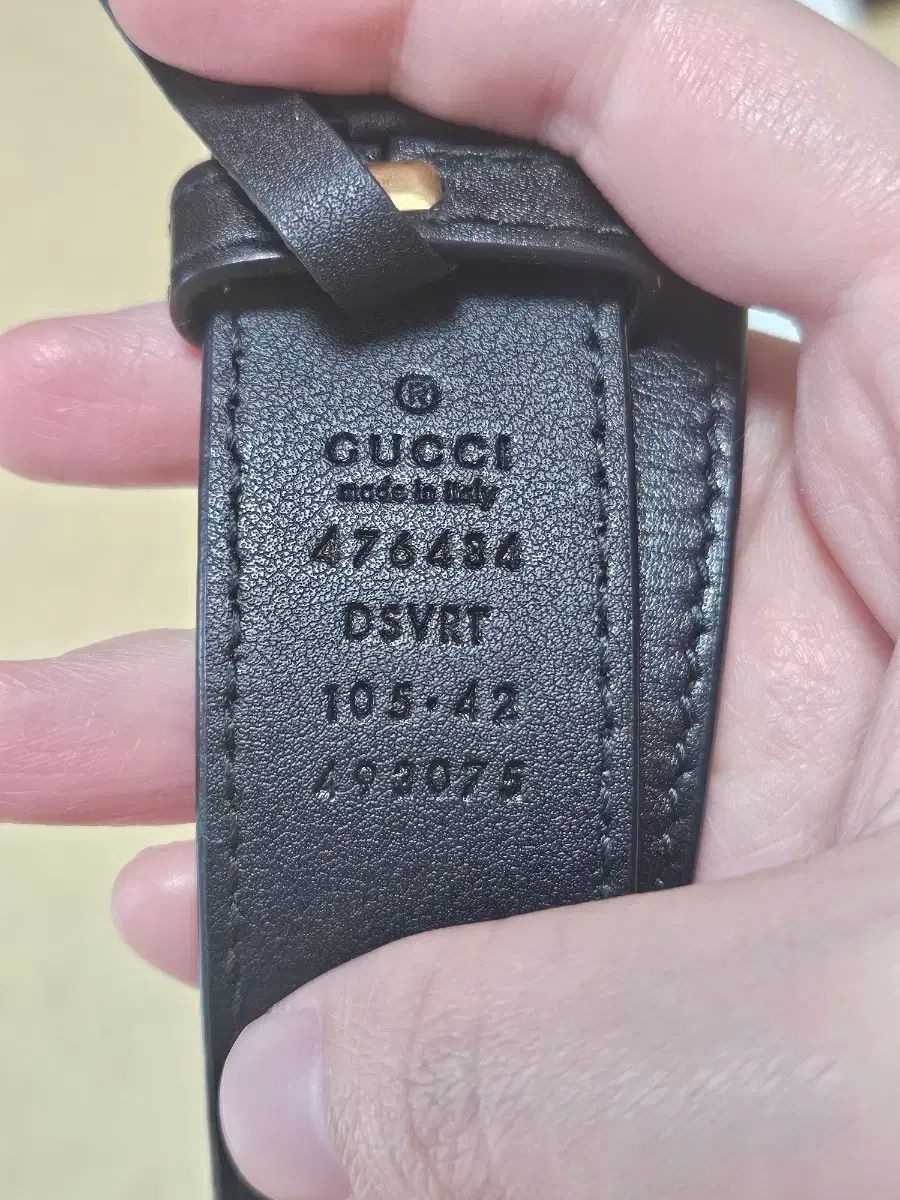 ®
GUCCI
made in Italy
476434
DSVRT
105·42
493075